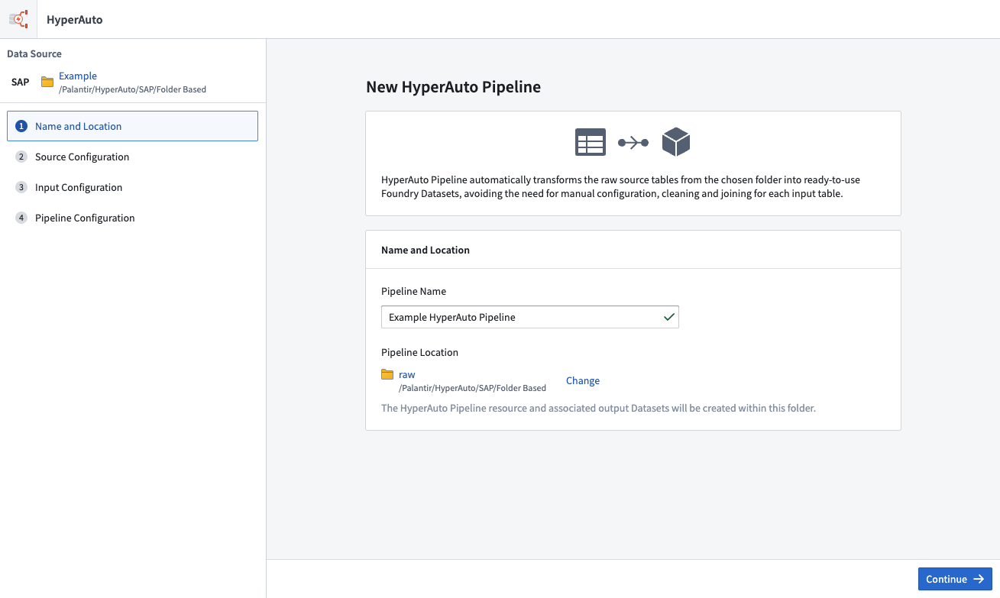 HyperAuto
Data Source
SAP
Example
/Palantir/HyperAuto/SAP/Folder Based
1 Name and Location
2 Source Configuration
3 Input Configuration
4 Pipeline Configuration
New HyperAuto Pipeline
HyperAuto Pipeline automatically transforms the raw source tables from the chosen folder into ready-to-use
Foundry Datasets, avoiding the need for manual configuration, cleaning and joining for each input table.
Name and Location
Pipeline Name
Example HyperAuto Pipeline
Pipeline Location
raw
/Palantir/HyperAuto/SAP/Folder Based
Change
The HyperAuto Pipeline resource and associated output Datasets will be created within this folder.
Continue